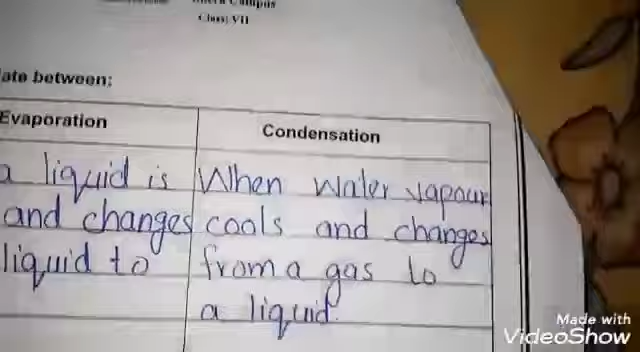 Campus
Class: VII
ate between:
Evaporation
Condensation
a liquid is
and changes
liquid to
When Water vapour
cools and changes
from a gas to
a liquid.
Made with
VideoShow